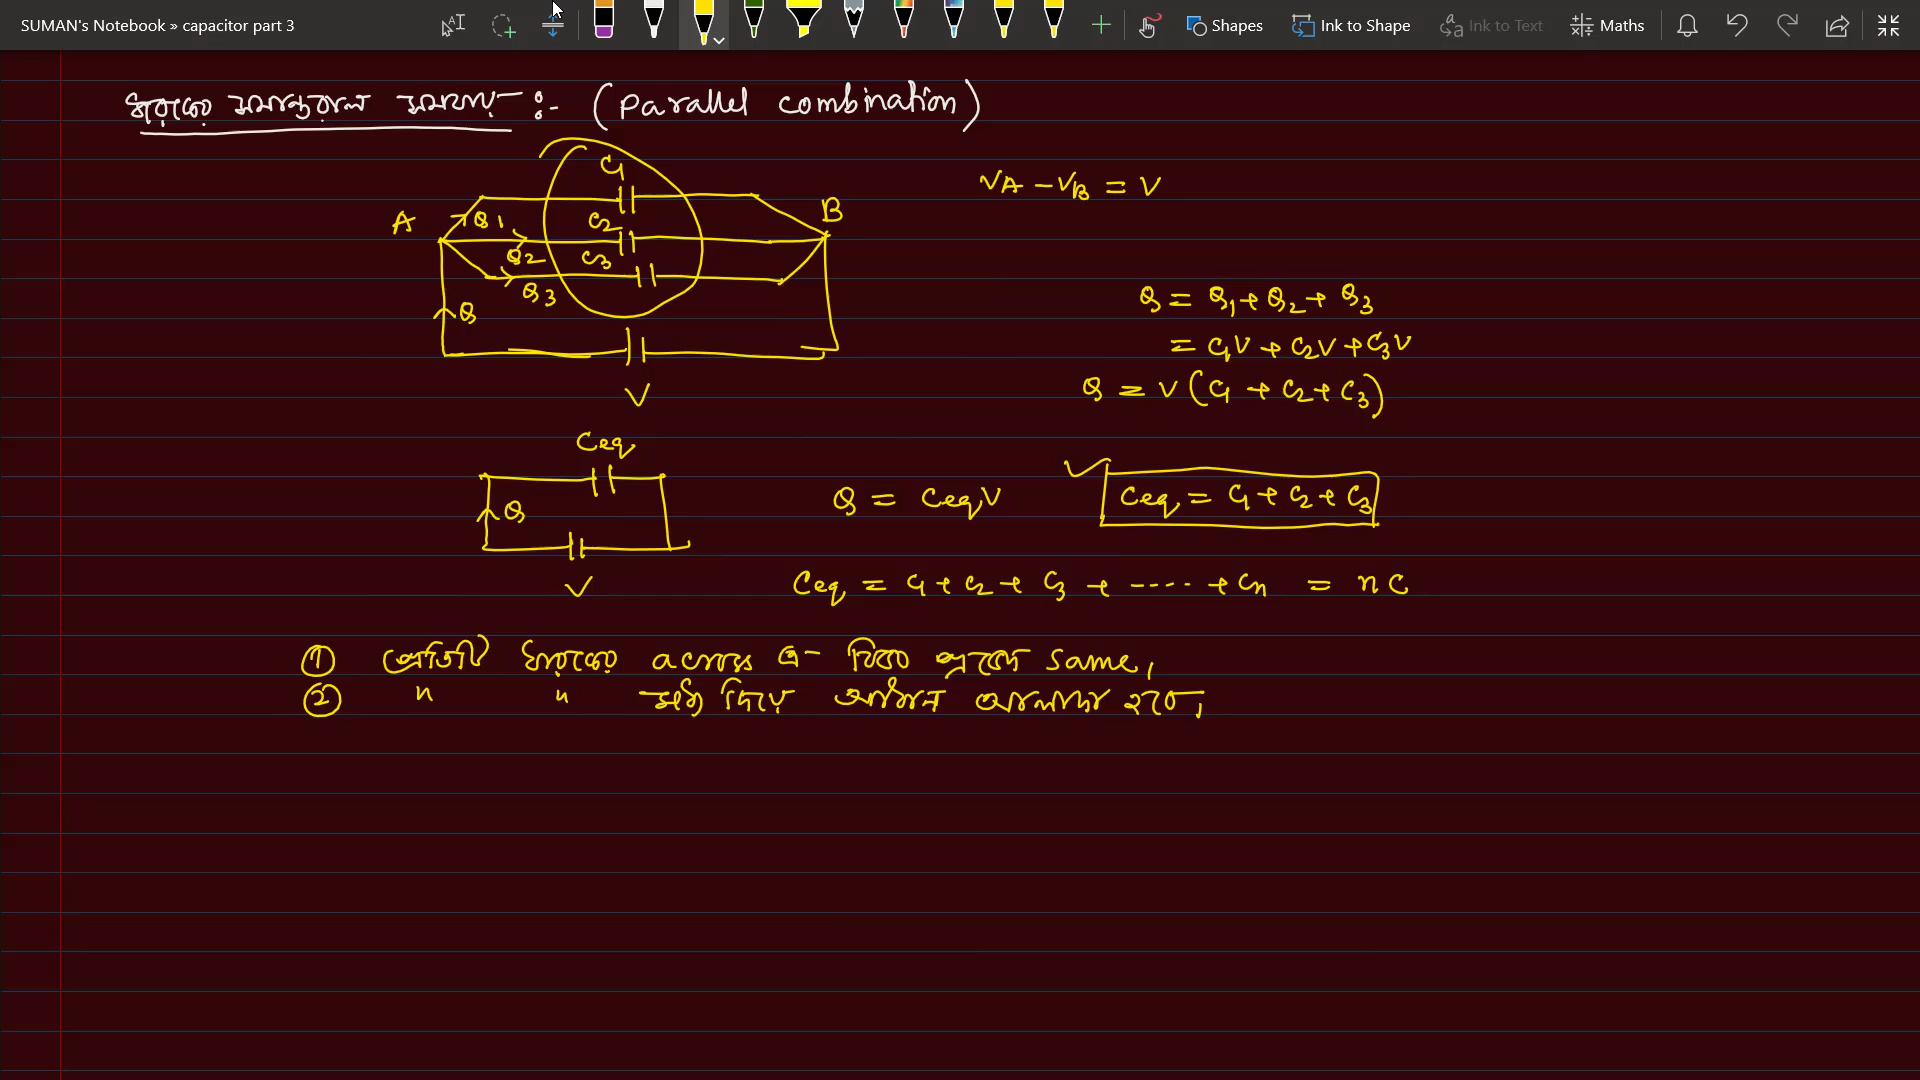 SUMAN's Notebook » capacitor part 3
Shapes Ink to Shape Ink to Text Maths
ধারকের সমান্তরাল সমবায় :- (Parallel combination)
C1
VA - VB = V
A Q1 C2 B
Q2 C3
Q3
Q
Q = Q1 + Q2 + Q3
= C1V + C2V + C3V
V
Q = V (C1 + C2 + C3)
Ceq
Q
Q = CeqV Ceq = C1 + C2 + C3
V
Ceq = C1 + C2 + C3 + ---- + Cn = nC
① প্রতিটি ধারকের across এ- বিভব প্রভেদ same,
② " " মধ্য দিয়ে আধান আলাদা হবে,